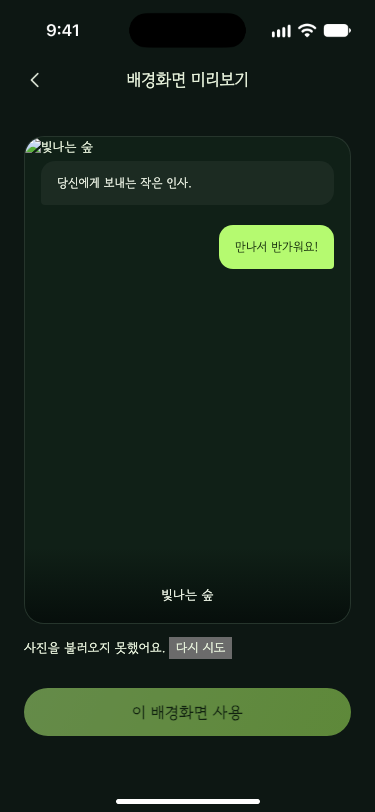 9:41
배경화면 미리보기
빛나는 숲
당신에게 보내는 작은 인사.
만나서 반가워요!
빛나는 숲
사진을 불러오지 못했어요. 다시 시도
이 배경화면 사용